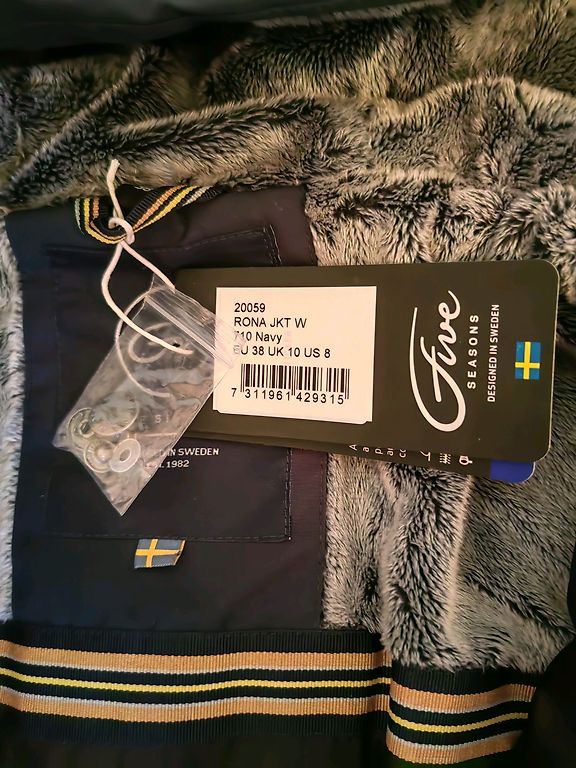 20059
RONA JKT W
710 Navy
EU 38 UK 10 US 8
7 311961 429315
Five
SEASONS
DESIGNED IN SWEDEN
IN SWEDEN
1982